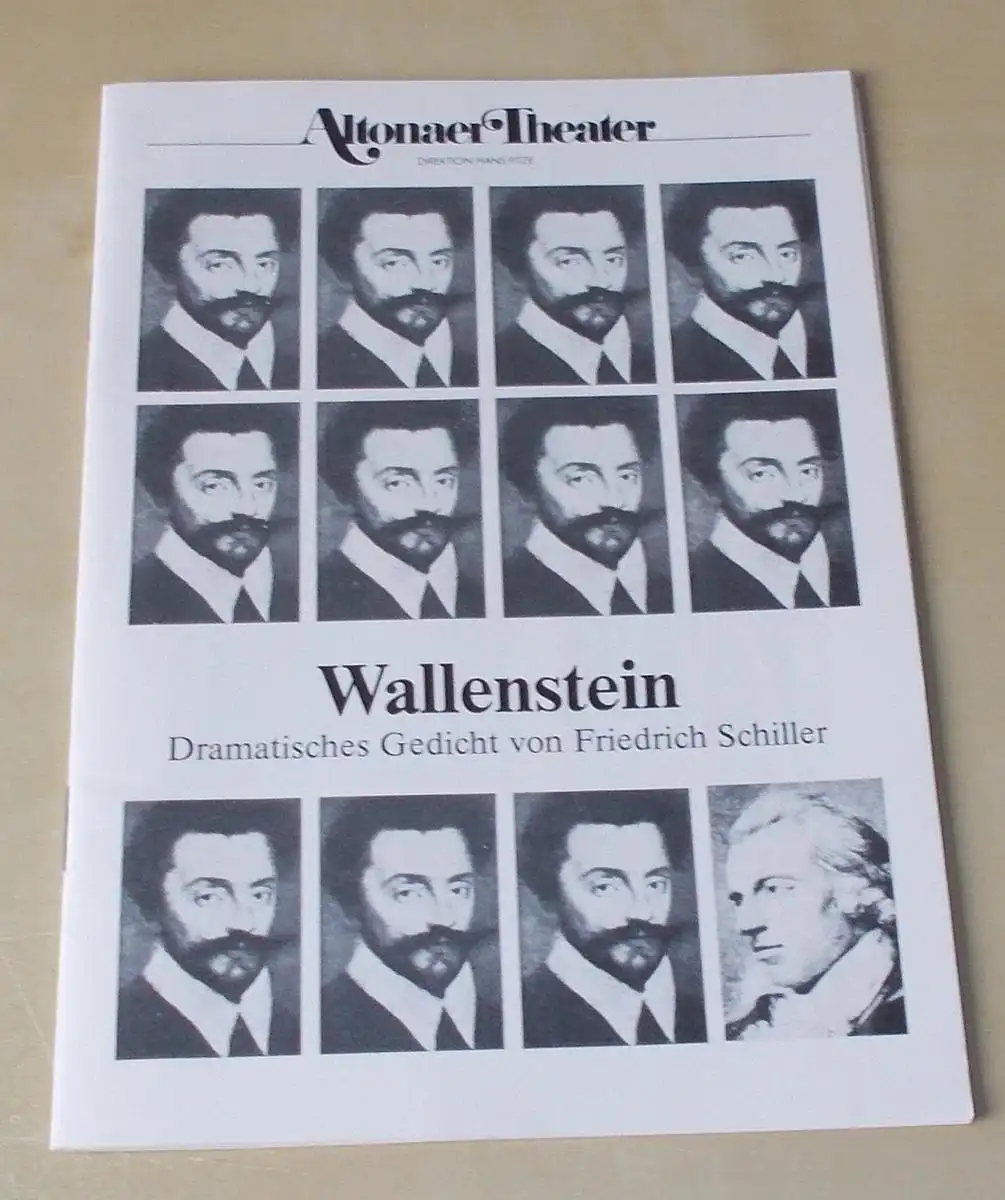 Altonaer Theater
DIREKTION HANS FITZE
Wallenstein
Dramatisches Gedicht von Friedrich Schiller